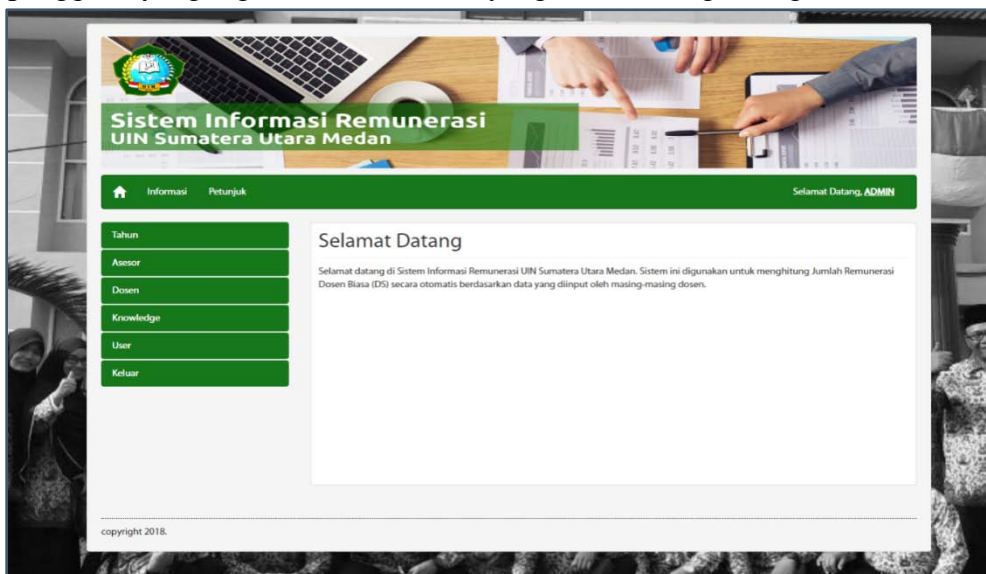 Sistem Informasi Remunerasi
UIN Sumatera Utara Medan
Informasi Petunjuk Selamat Datang, ADMIN
Tahun
Asesor
Dosen
Knowledge
User
Keluar
Selamat Datang
Selamat datang di Sistem Informasi Remunerasi UIN Sumatera Utara Medan. Sistem ini digunakan untuk menghitung Jumlah Remunerasi
Dosen Biasa (DS) secara otomatis berdasarkan data yang diinput oleh masing-masing dosen.
copyright 2018.